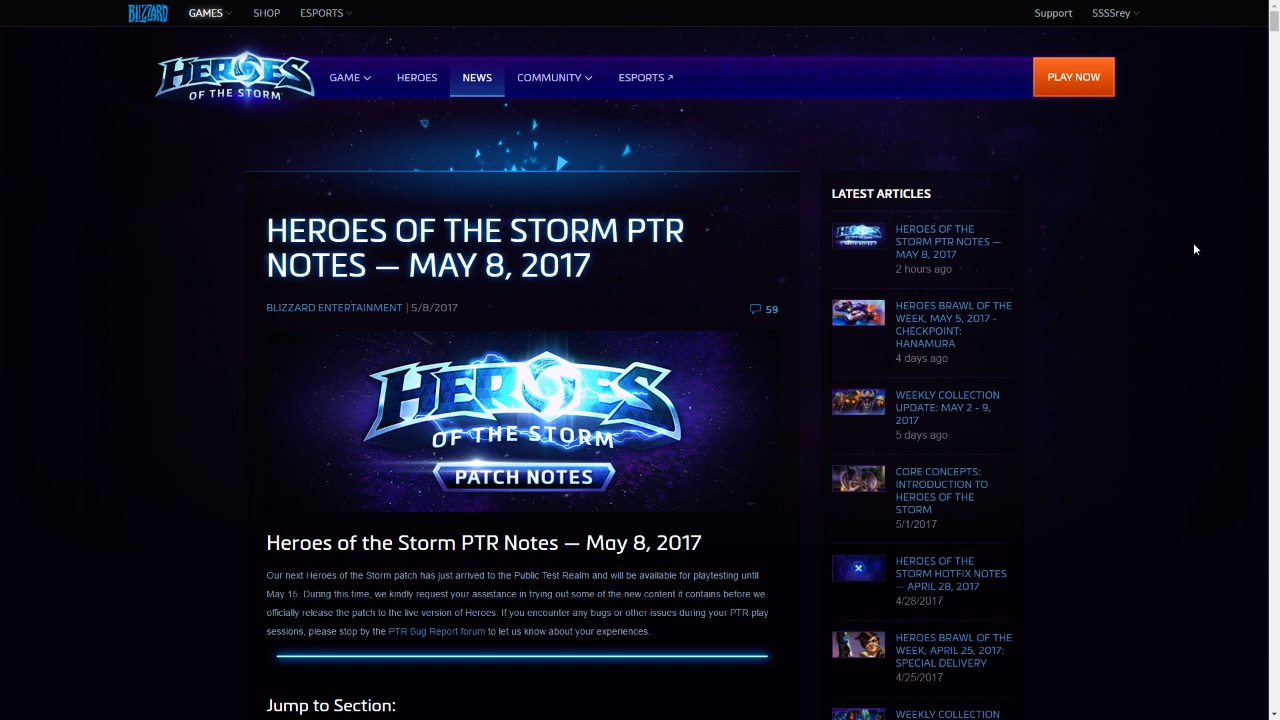 BLIZZARD
GAMES
SHOP
ESPORTS
Support
SSSSrey
HEROES
OF THE STORM
GAME
HEROES
NEWS
COMMUNITY
ESPORTS
PLAY NOW
HEROES OF THE STORM PTR
NOTES — MAY 8, 2017
BLIZZARD ENTERTAINMENT | 5/8/2017
59
HEROES
OF THE STORM
PATCH NOTES
Heroes of the Storm PTR Notes — May 8, 2017
Our next Heroes of the Storm patch has just arrived to the Public Test Realm and will be available for playtesting until
May 15. During this time, we kindly request your assistance in trying out some of the new content it contains before we
officially release the patch to the live version of Heroes. If you encounter any bugs or other issues during your PTR play
sessions, please stop by the PTR Bug Report forum to let us know about your experiences.
Jump to Section:
LATEST ARTICLES
HEROES OF THE
STORM PTR NOTES —
MAY 8, 2017
2 hours ago
HEROES BRAWL OF THE
WEEK, MAY 5, 2017 -
CHECKPOINT:
HANAMURA
4 days ago
WEEKLY COLLECTION
UPDATE: MAY 2 - 9,
2017
5 days ago
CORE CONCEPTS:
INTRODUCTION TO
HEROES OF THE
STORM
5/1/2017
HEROES OF THE
STORM HOTFIX NOTES
— APRIL 28, 2017
4/28/2017
HEROES BRAWL OF THE
WEEK, APRIL 25, 2017:
SPECIAL DELIVERY
4/25/2017
WEEKLY COLLECTION